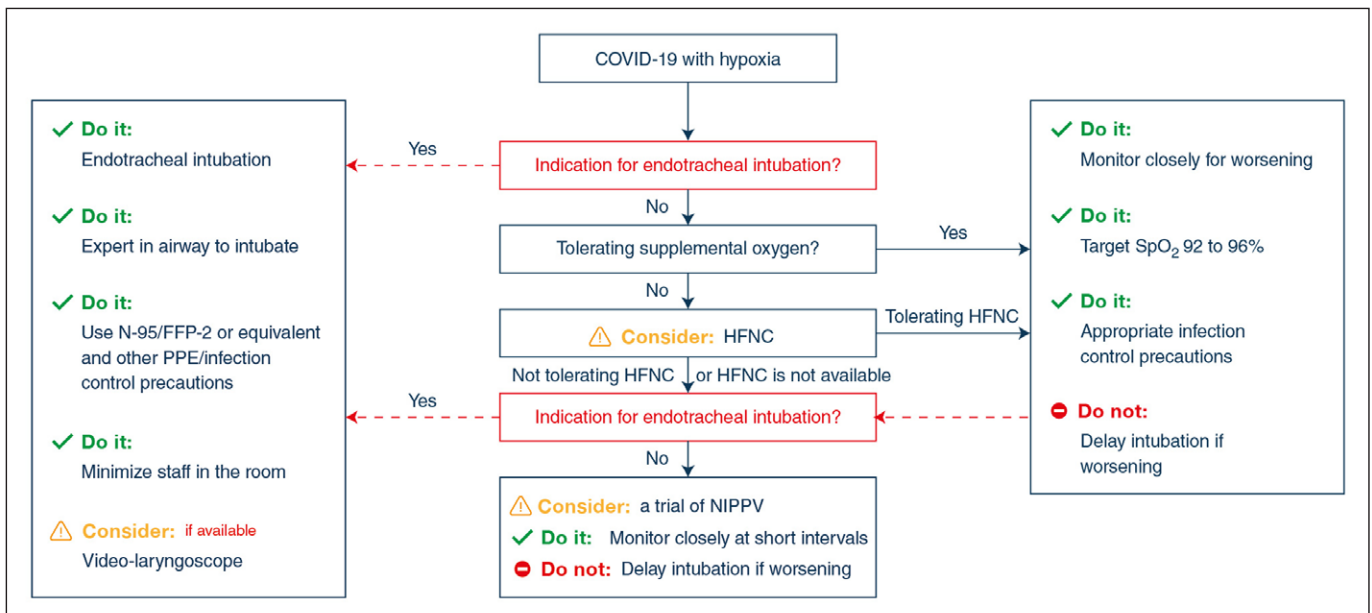 COVID-19 with hypoxia
Do it:
Endotracheal intubation
Do it:
Expert in airway to intubate
Do it:
Use N-95/FFP-2 or equivalent
and other PPE/infection
control precautions
Do it:
Minimize staff in the room
Consider: if available
Video-laryngoscope
Yes
Indication for endotracheal intubation?
No
Tolerating supplemental oxygen?
Yes
No
Consider: HFNC
Tolerating HFNC
Not tolerating HFNC or HFNC is not available
Yes
Indication for endotracheal intubation?
No
Consider: a trial of NIPPV
Do it: Monitor closely at short intervals
Do not: Delay intubation if worsening
Do it:
Monitor closely for worsening
Do it:
Target SpO₂ 92 to 96%
Do it:
Appropriate infection
control precautions
Do not:
Delay intubation if
worsening